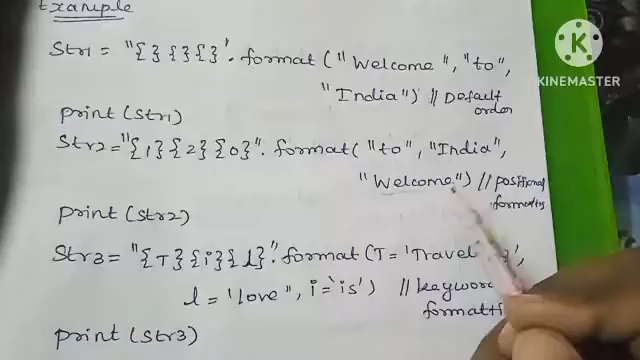 Example
Str1 = "{}{}{}".format("Welcome", "to",
"India") // Default
order
print(Str1)
Str2="{1}{2}{0}".format("to", "India",
"Welcome") // positional
formatting
print(Str2)
Str3="{T}{i}{l}".format(T='Travel
l='love", i='is') // keyword
print(Str3)
K
KINEMASTER